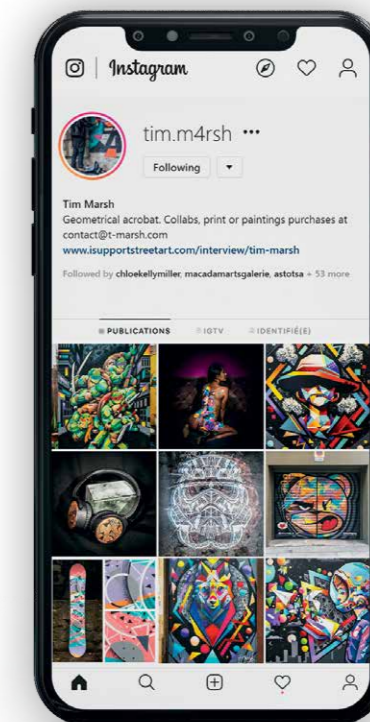 Instagram
tim.m4rsh •••
Following
Tim Marsh
Geometrical acrobat. Collabs, print or paintings purchases at
contact@t-marsh.com
www.isupportstreetart.com/interview/tim-marsh
Followed by chloekellymiller, macadamartsgalerie, astotsa + 53 more
PUBLICATIONS IGTV IDENTIFIÉ(E)